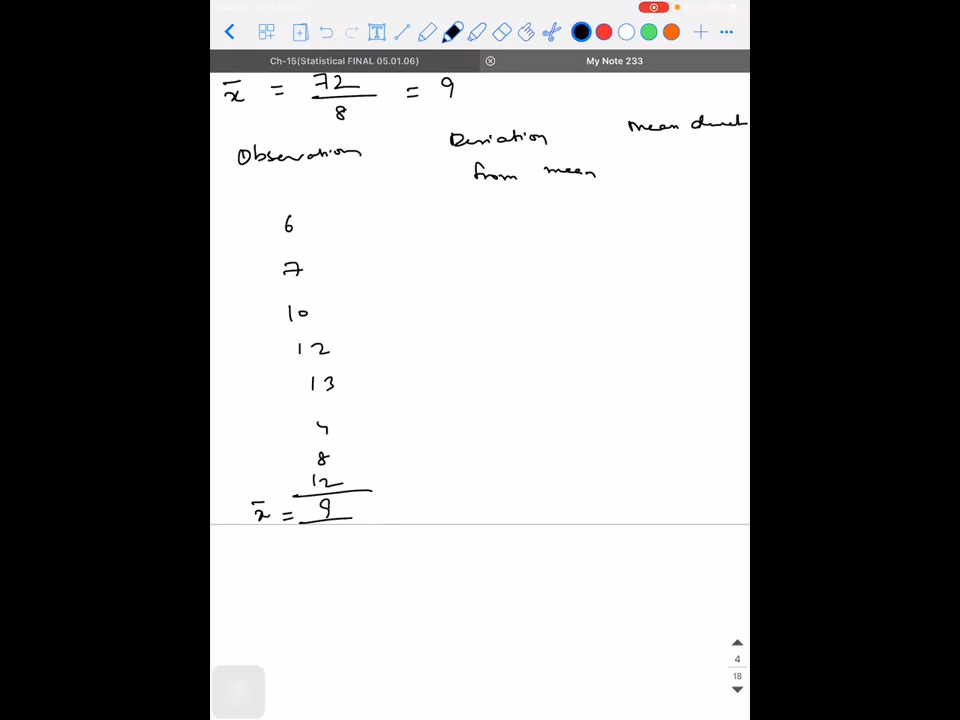 Ch-15(Statistical FINAL 05.01.06)
My Note 233
x̄ = 72/8 = 9
Observation
Deviation from mean
mean
6
7
10
12
13
4
8
12
x̄ = 9
4
18